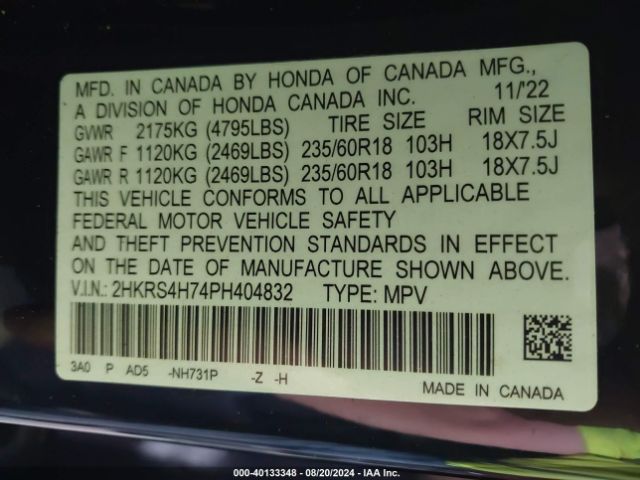 MFD. IN CANADA BY HONDA OF CANADA MFG.,
A DIVISION OF HONDA CANADA INC. 11/'22
GVWR 2175KG (4795LBS) TIRE SIZE RIM SIZE
GAWR F 1120KG (2469LBS) 235/60R18 103H 18X7.5J
GAWR R 1120KG (2469LBS) 235/60R18 103H 18X7.5J
THIS VEHICLE CONFORMS TO ALL APPLICABLE
FEDERAL MOTOR VEHICLE SAFETY
AND THEFT PREVENTION STANDARDS IN EFFECT
ON THE DATE OF MANUFACTURE SHOWN ABOVE.
V.I.N.: 2HKRS4H74PH404832 TYPE: MPV
3A0 P AD5 -NH731P -Z -H
MADE IN CANADA
000-40133348 - 08/20/2024 - IAA Inc.